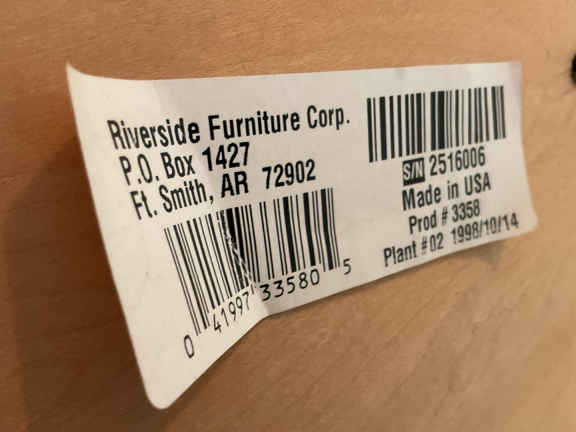 Riverside Furniture Corp.
P.O. Box 1427
Ft. Smith, AR 72902
0 41997 33580 5
S/N 2516006
Made in USA
Prod # 3358
Plant #02 1998/10/14